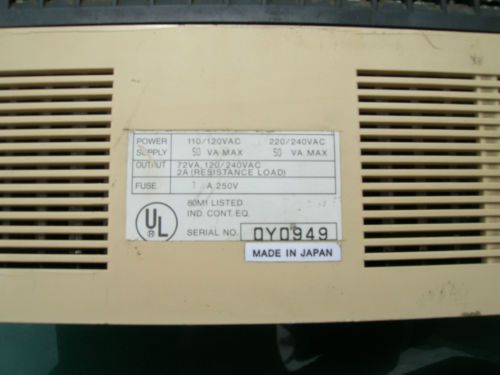 POWER SUPPLY 110/120VAC 220/240VAC
50 VA MAX 50 VA MAX
OUTPUT 72VA, 120/240VAC
2A (RESISTANCE LOAD)
FUSE 1 A, 250V
80M1 LISTED
IND. CONT. EQ.
UL
®
SERIAL NO. 0Y0949
MADE IN JAPAN